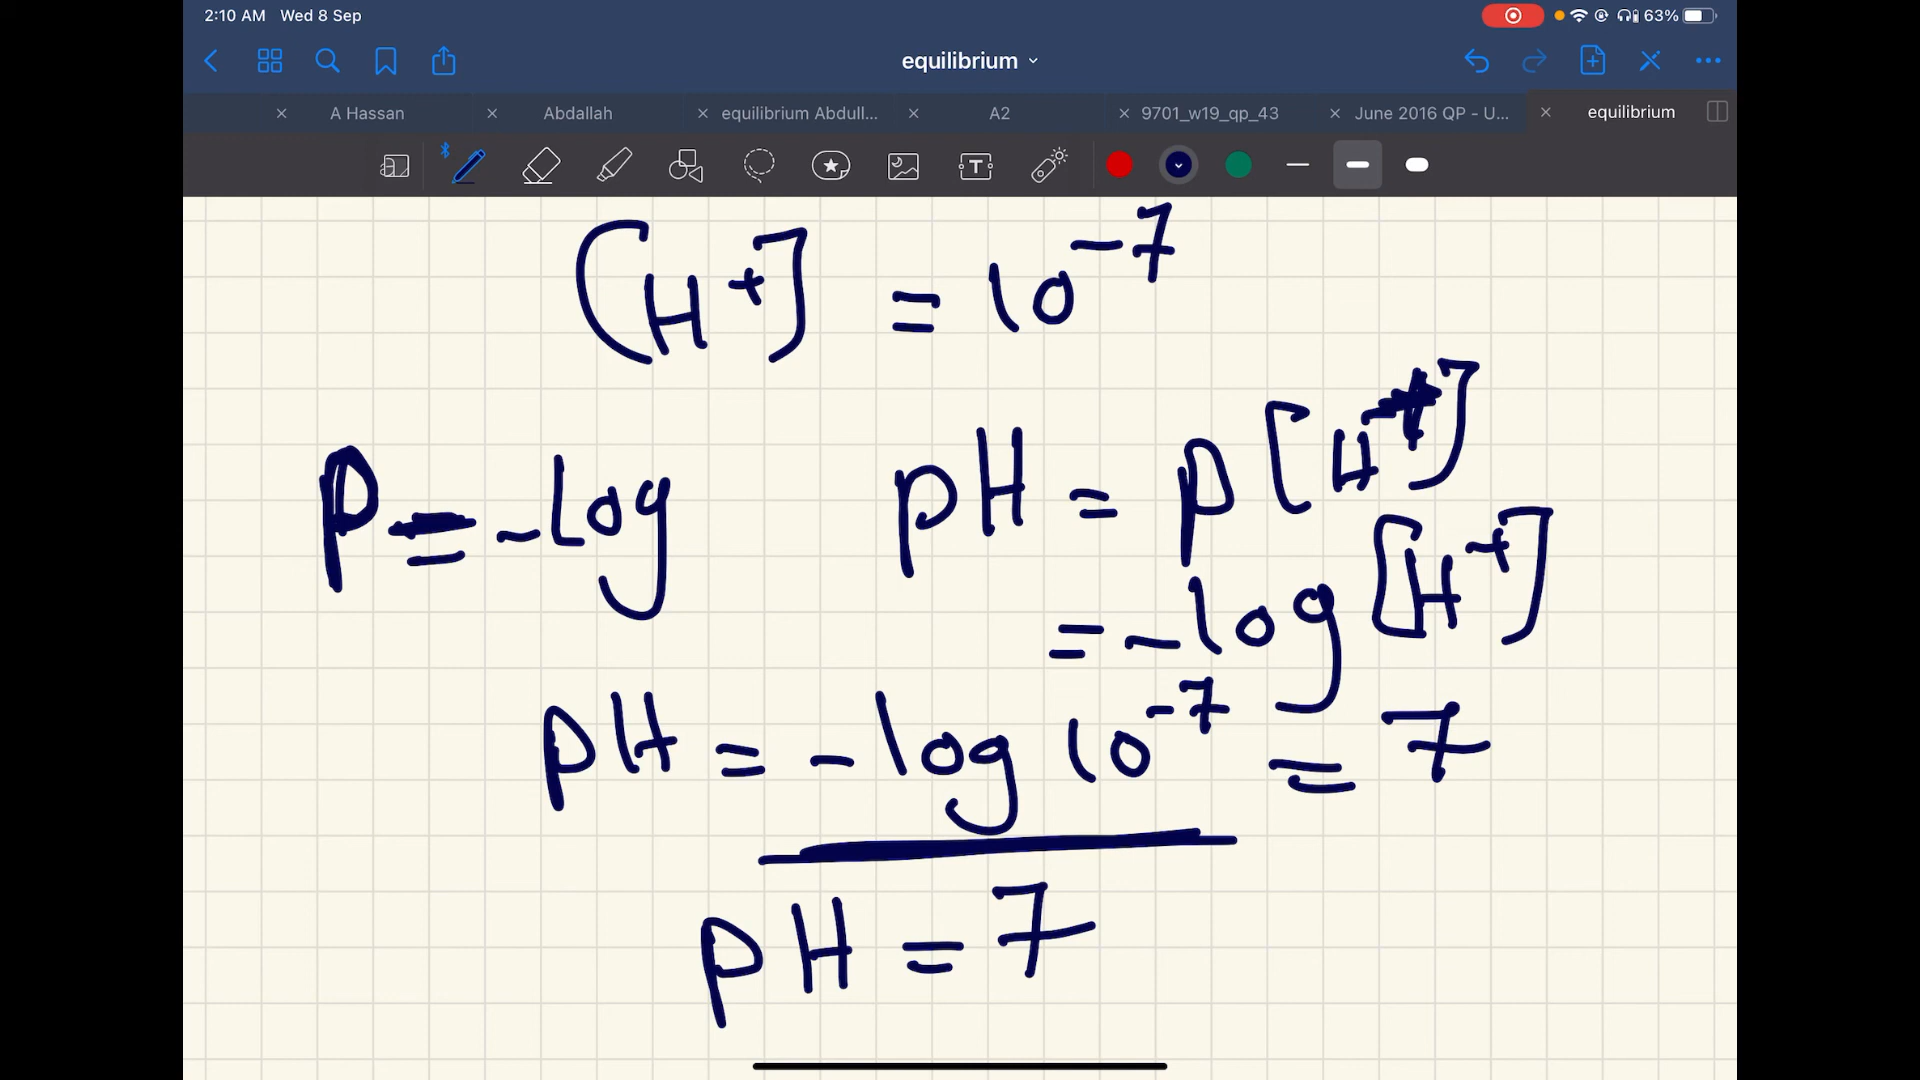 2:10 AM Wed 8 Sep 63%
equilibrium
A Hassan Abdallah equilibrium Abdull... A2 9701_w19_qp_43 June 2016 QP - U... equilibrium
T
[H⁺] = 10⁻⁷
P = -log pH = p[H⁺]
= -log [H⁺]
pH = -log 10⁻⁷ = 7
pH = 7